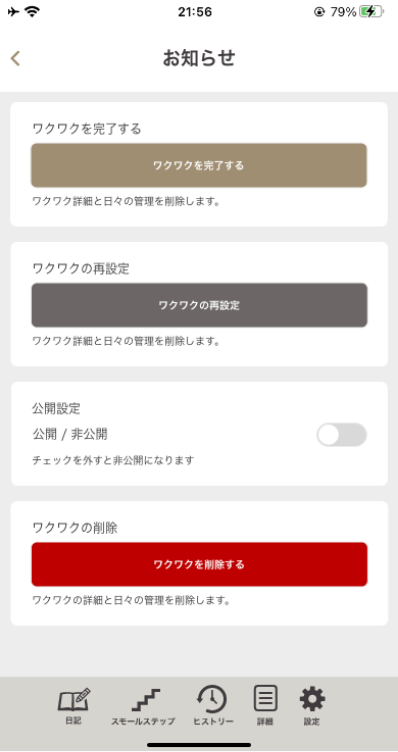 21:56
79%
お知らせ
ワクワクを完了する
ワクワクを完了する
ワクワク詳細と日々の管理を削除します。
ワクワクの再設定
ワクワクの再設定
ワクワク詳細と日々の管理を削除します。
公開設定
公開 / 非公開
チェックを外すと非公開になります
ワクワクの削除
ワクワクを削除する
ワクワクの詳細と日々の管理を削除します。
日記
スモールステップ
ヒストリー
詳細
設定